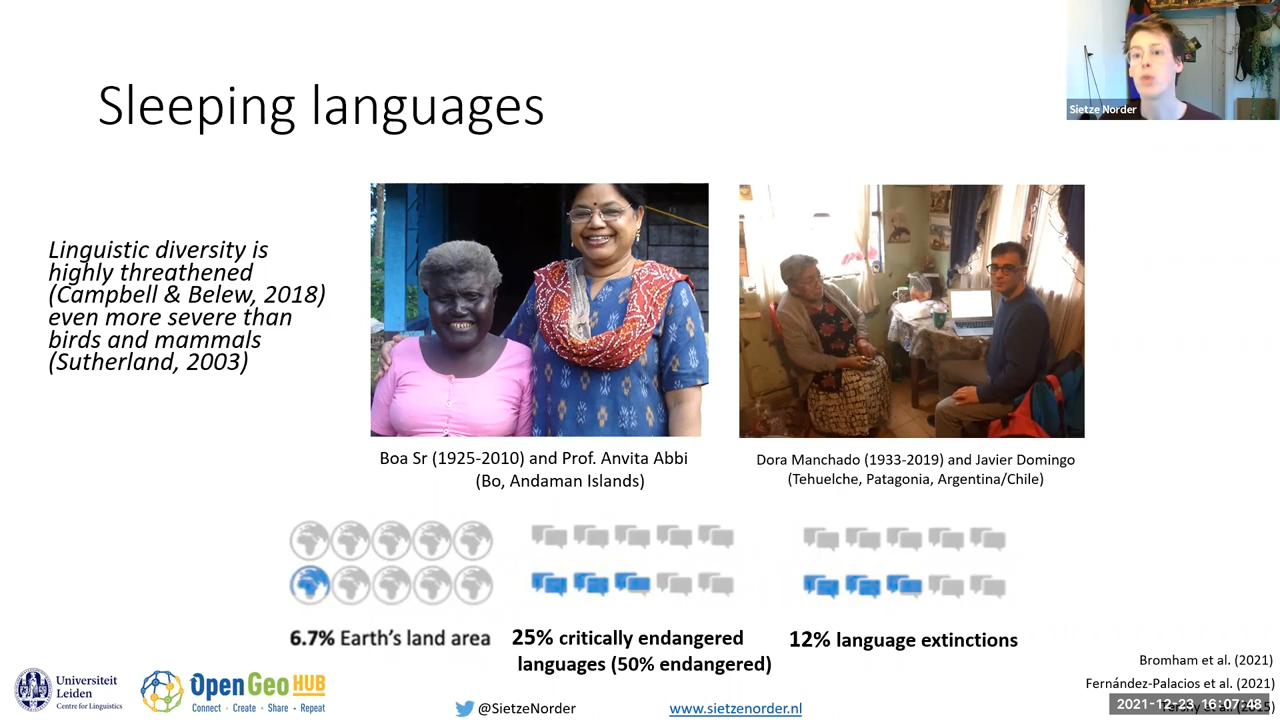 Sietze Norder
Sleeping languages
Linguistic diversity is
highly threathened
(Campbell & Belew, 2018)
even more severe than
birds and mammals
(Sutherland, 2003)
Boa Sr (1925-2010) and Prof. Anvita Abbi
(Bo, Andaman Islands)
Dora Manchado (1933-2019) and Javier Domingo
(Tehuelche, Patagonia, Argentina/Chile)
6.7% Earth's land area
25% critically endangered
languages (50% endangered)
12% language extinctions
Bromham et al. (2021)
Fernández-Palacios et al. (2021)
2021-12-23 16:07:48
Universiteit
Leiden
Centre for Linguistics
OpenGeoHUB
Connect · Create · Share · Repeat
@SietzeNorder
www.sietzenorder.nl